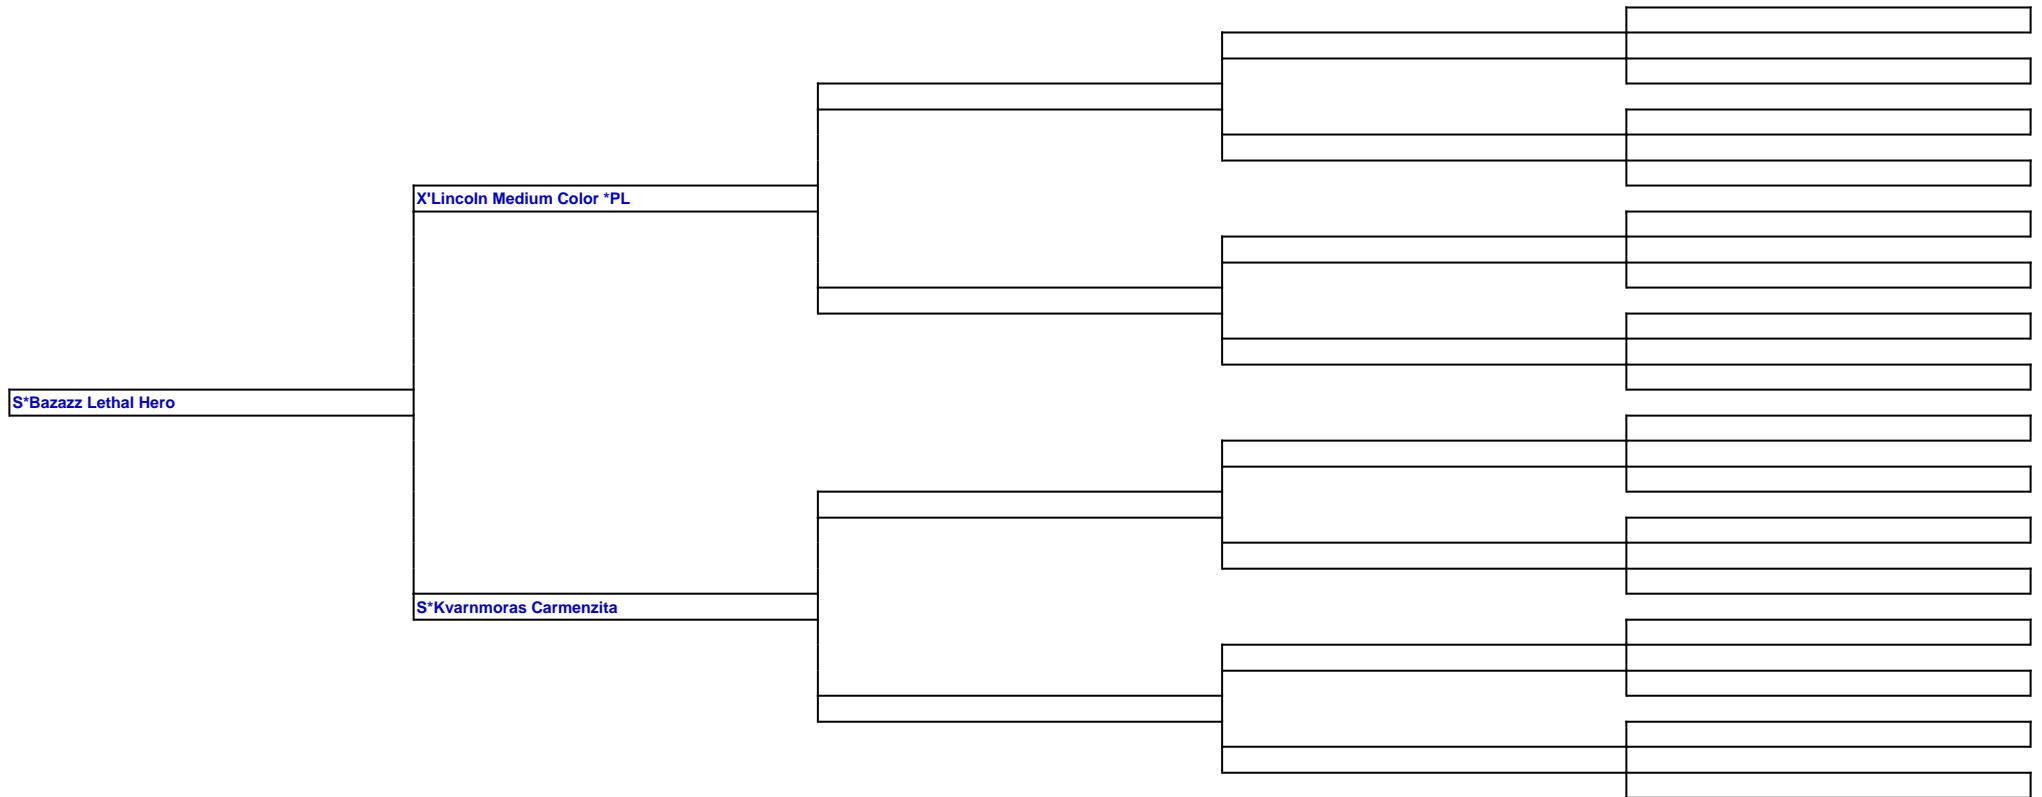 X'Lincoln Medium Color *PL
S*Bazazz Lethal Hero
S*Kvarnmoras Carmenzita